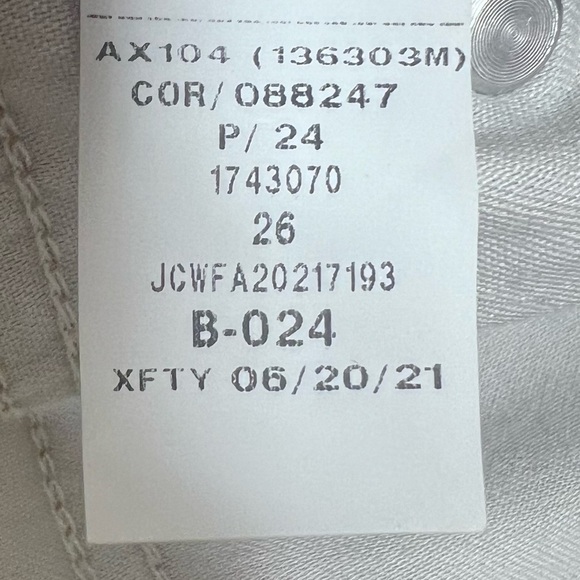 AX104 (136303M)
COR/088247
P/ 24
1743070
26
JCWFA20217193
B-024
XFTY 06/20/21